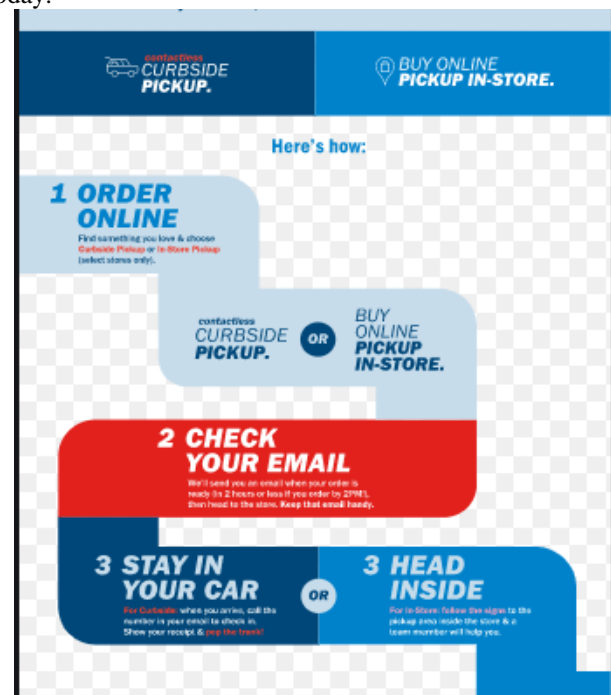 oday.
contactless
CURBSIDE
PICKUP.
BUY ONLINE
PICKUP IN-STORE.
Here's how:
1 ORDER
ONLINE
Find something you love & choose
Curbside Pickup or In-Store Pickup
(select stores only).
contactless
CURBSIDE
PICKUP.
OR
BUY
ONLINE
PICKUP
IN-STORE.
2 CHECK
YOUR EMAIL
We'll send you an email when your order is
ready (in 2 hours or less if you order by 2PM!),
then head to the store. Keep that email handy.
3 STAY IN
YOUR CAR
For Curbside: when you arrive, call the
number in your email to check in.
Show your receipt & pop the trunk!
OR
3 HEAD
INSIDE
For In-Store: follow the signs to the
pickup area inside the store & a
team member will help you.